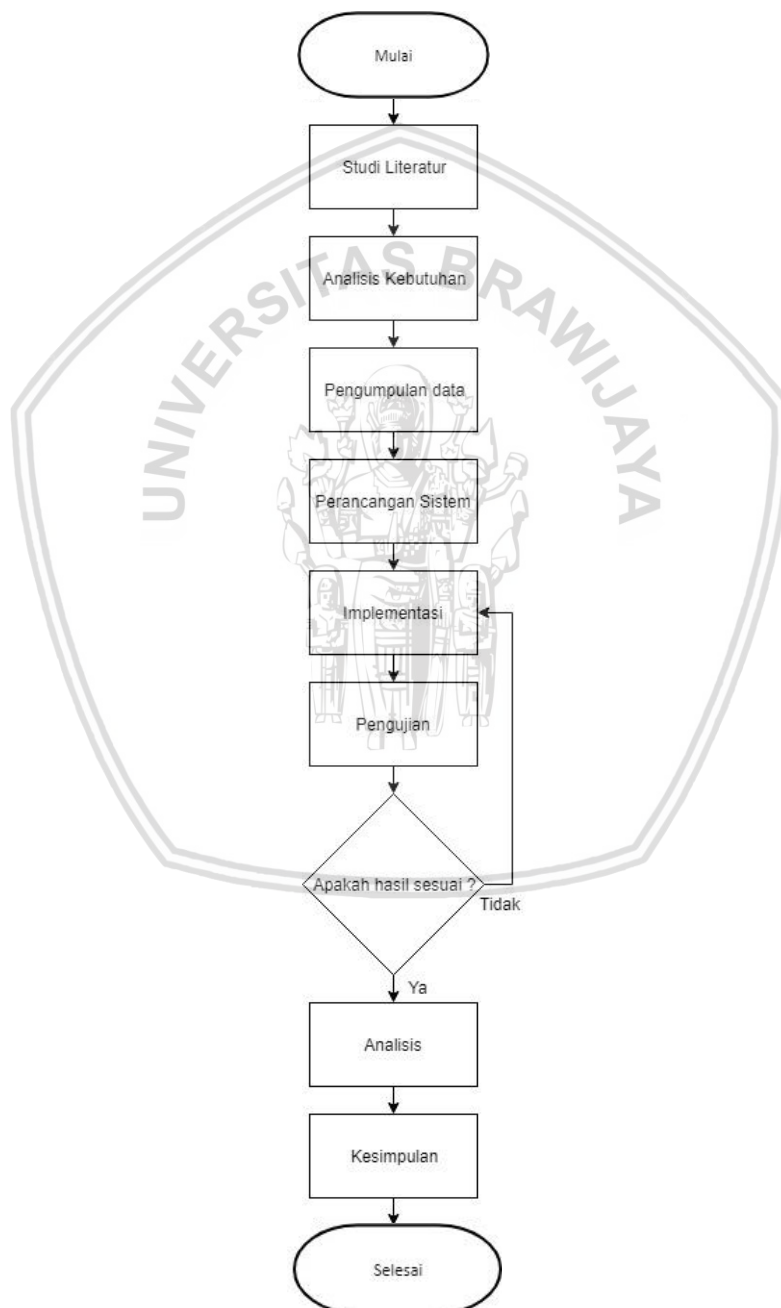 Mulai
Studi Literatur
UNIVERSITAS BRAWIJAYA
Analisis Kebutuhan
Pengumpulan data
Perancangan Sistem
Implementasi
Pengujian
Apakah hasil sesuai ?
Tidak
Ya
Analisis
Kesimpulan
Selesai